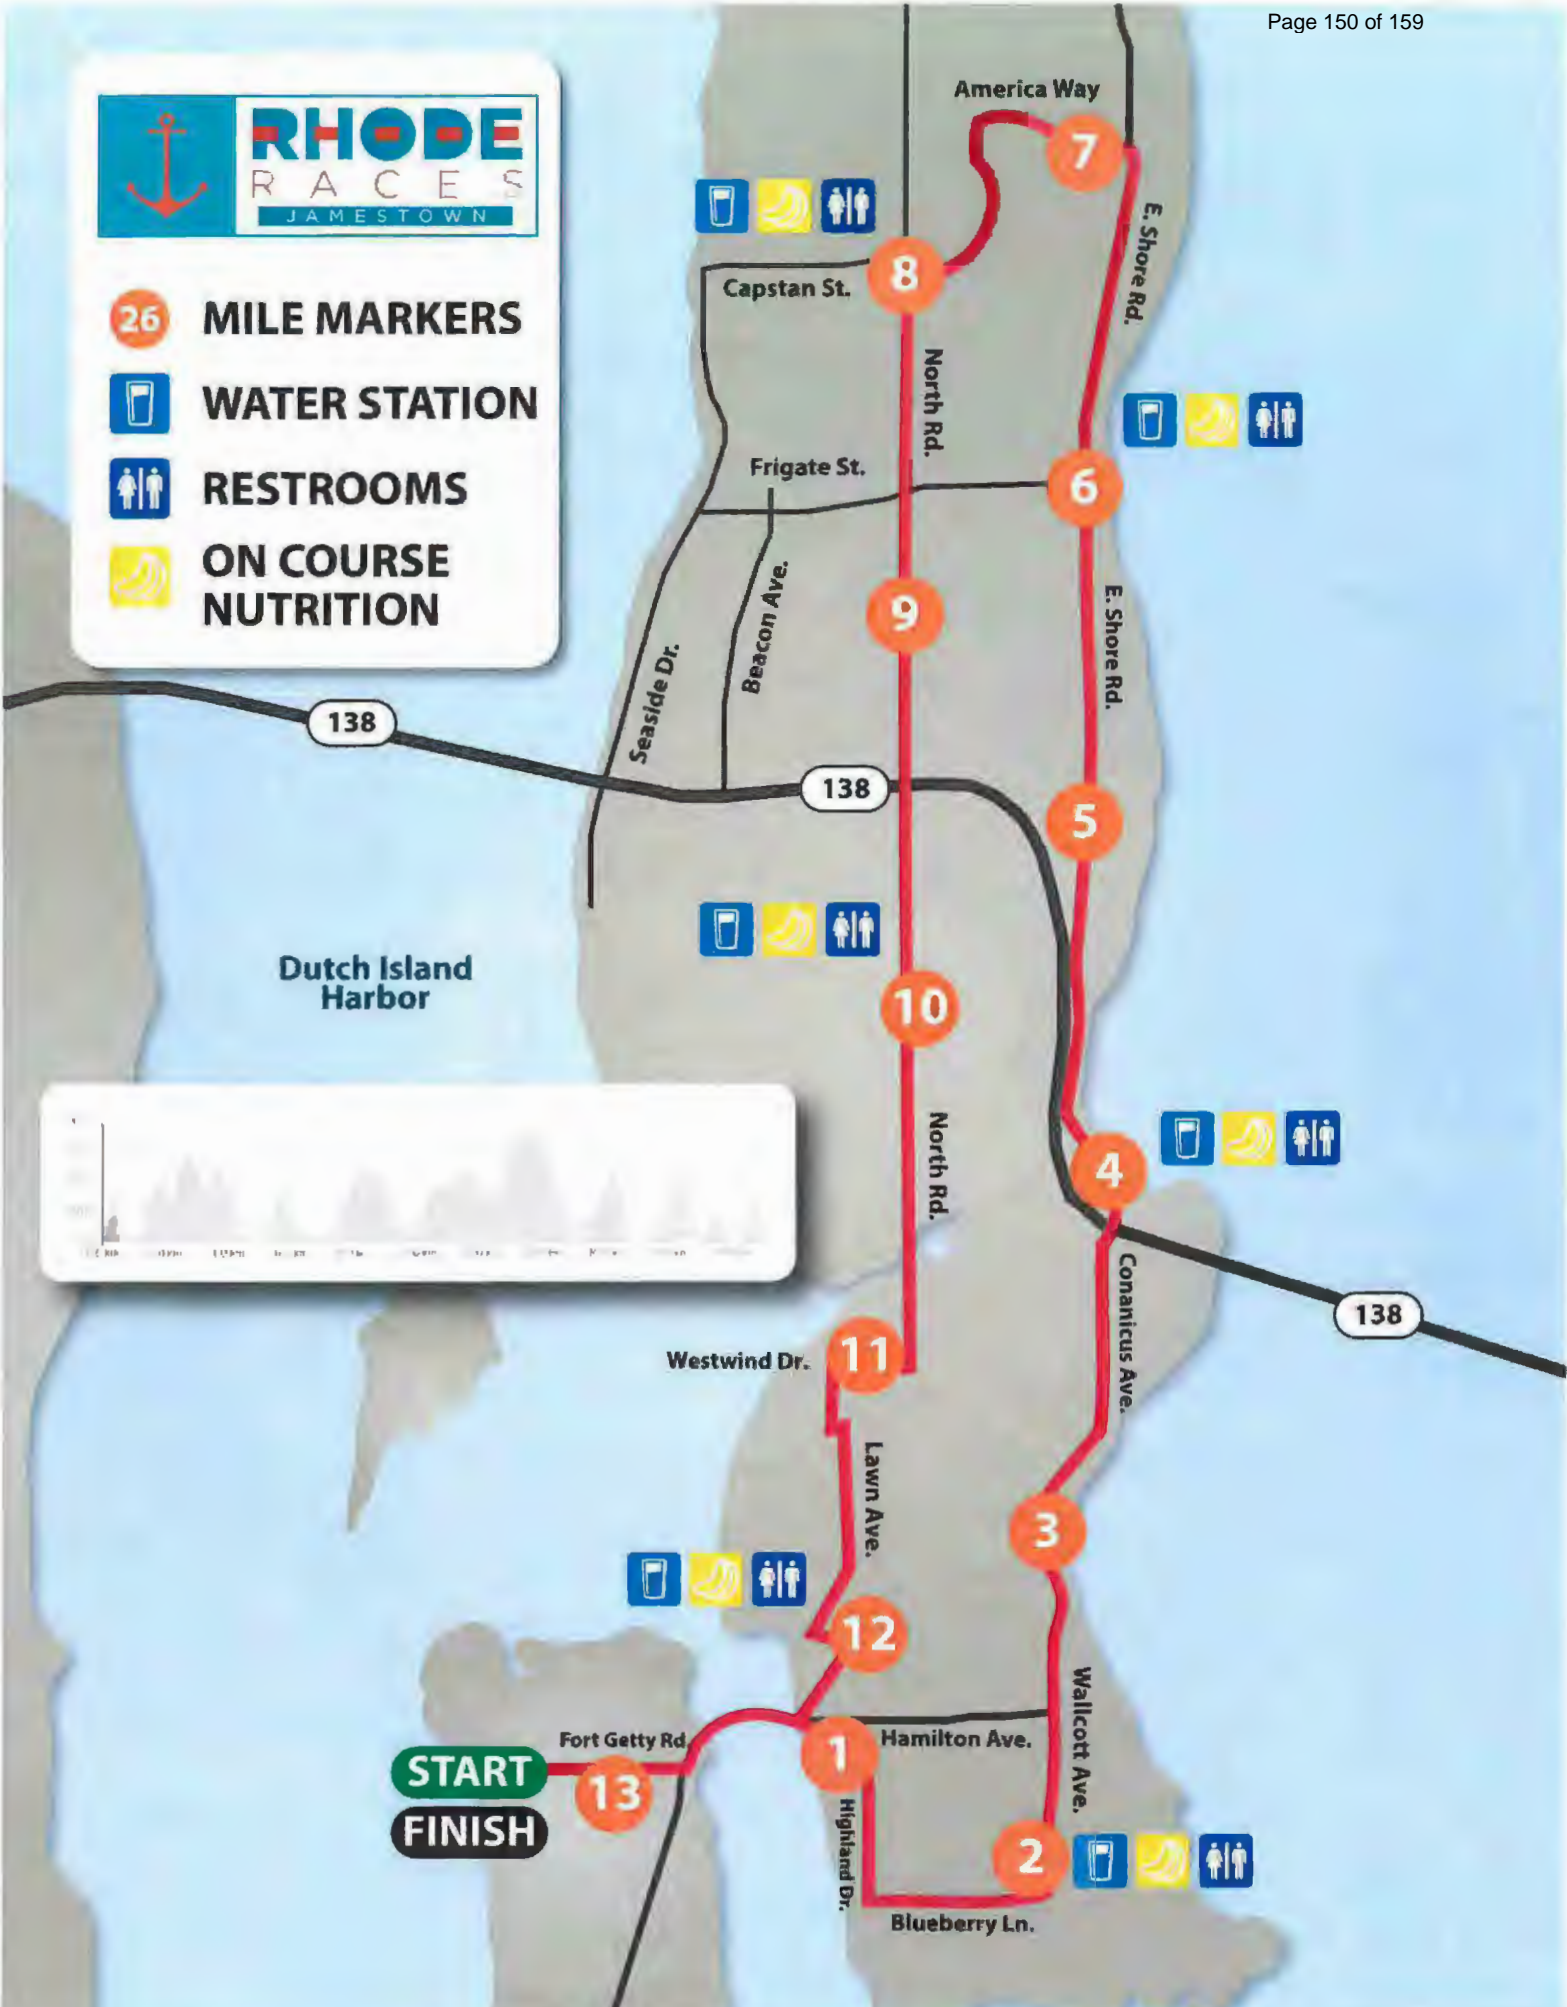 Page 150 of 159
RHODE
RACES
JAMESTOWN
26 MILE MARKERS
WATER STATION
RESTROOMS
ON COURSE
NUTRITION
America Way
7
E. Shore Rd.
8
Capstan St.
North Rd.
Frigate St.
6
Beacon Ave.
9
E. Shore Rd.
Seaside Dr.
138
138
5
Dutch Island
Harbor
10
North Rd.
4
Conanicus Ave.
138
Westwind Dr.
11
Lawn Ave.
3
12
Wallcott Ave.
Fort Getty Rd.
Hamilton Ave.
1
START
13
FINISH
Highland Dr.
2
Blueberry Ln.